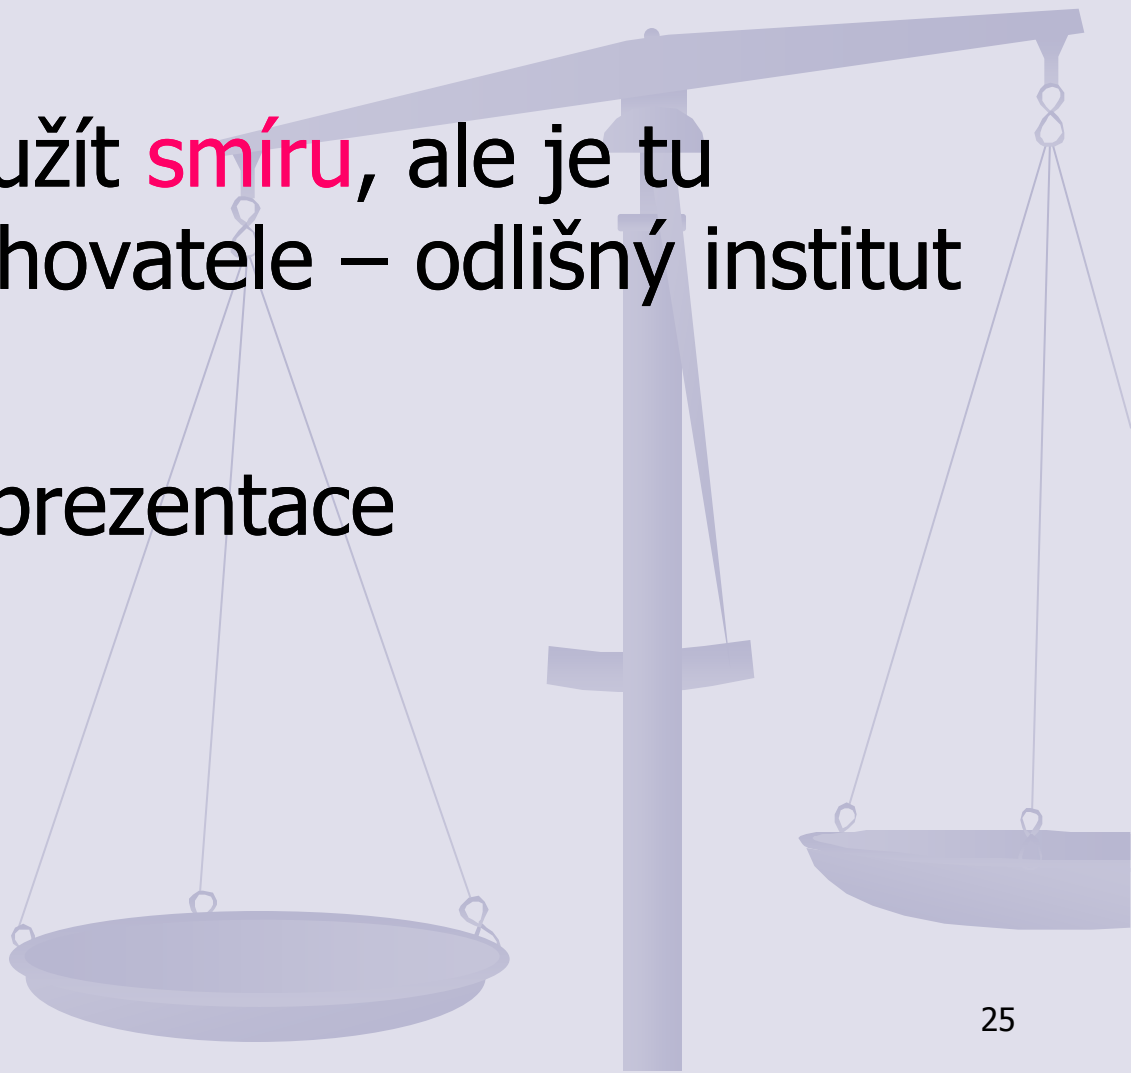 užít smíru, ale je tu
hovatele – odlišný institut
prezentace
25